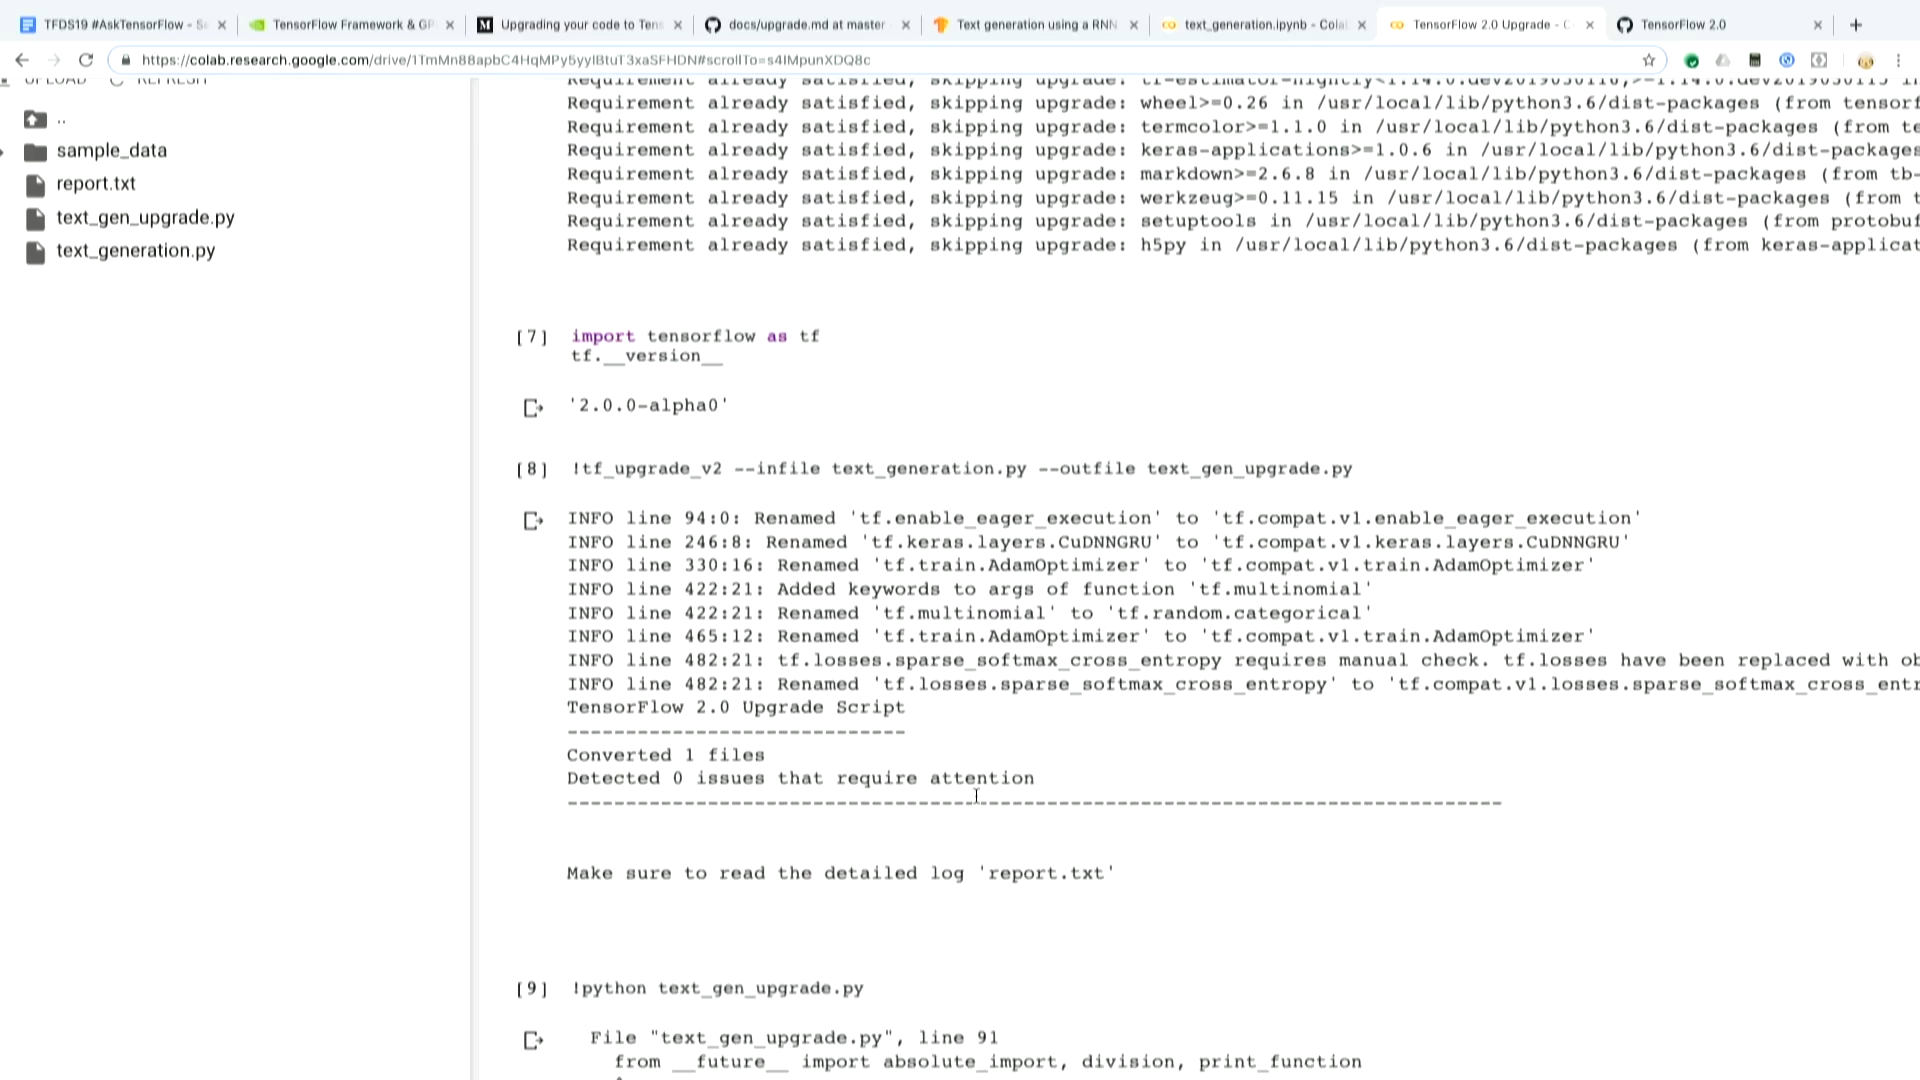 TFDS19 #AskTensorFlow - S
TensorFlow Framework & GP
Upgrading your code to Tens
docs/upgrade.md at master
Text generation using a RNN
text_generation.ipynb - Colal
TensorFlow 2.0 Upgrade - C
TensorFlow 2.0
https://colab.research.google.com/drive/
UPLOAD REFRESH
..
sample_data
report.txt
text_gen_upgrade.py
text_generation.py
Requirement already satisfied, skipping upgrade:
Requirement already satisfied, skipping upgrade: wheel>=0.26 in /usr/local/lib/python3.6/dist-packages (from tensorf
Requirement already satisfied, skipping upgrade: termcolor>=1.1.0 in /usr/local/lib/python3.6/dist-packages (from te
Requirement already satisfied, skipping upgrade: keras-applications>=1.0.6 in /usr/local/lib/python3.6/dist-packages
Requirement already satisfied, skipping upgrade: markdown>=2.6.8 in /usr/local/lib/python3.6/dist-packages (from tb-
Requirement already satisfied, skipping upgrade: werkzeug>=0.11.15 in /usr/local/lib/python3.6/dist-packages (from t
Requirement already satisfied, skipping upgrade: setuptools in /usr/local/lib/python3.6/dist-packages (from protobuf
Requirement already satisfied, skipping upgrade: h5py in /usr/local/lib/python3.6/dist-packages (from keras-applicat
[7] import tensorflow as tf
tf.__version__
'2.0.0-alpha0'
[8] !tf_upgrade_v2 --infile text_generation.py --outfile text_gen_upgrade.py
INFO line 94:0: Renamed 'tf.enable_eager_execution' to 'tf.compat.v1.enable_eager_execution'
INFO line 246:8: Renamed 'tf.keras.layers.CuDNNGRU' to 'tf.compat.v1.keras.layers.CuDNNGRU'
INFO line 330:16: Renamed 'tf.train.AdamOptimizer' to 'tf.compat.v1.train.AdamOptimizer'
INFO line 422:21: Added keywords to args of function 'tf.multinomial'
INFO line 422:21: Renamed 'tf.multinomial' to 'tf.random.categorical'
INFO line 465:12: Renamed 'tf.train.AdamOptimizer' to 'tf.compat.v1.train.AdamOptimizer'
INFO line 482:21: tf.losses.sparse_softmax_cross_entropy requires manual check. tf.losses have been replaced with ob
INFO line 482:21: Renamed 'tf.losses.sparse_softmax_cross_entropy' to 'tf.compat.v1.losses.sparse_softmax_cross_entr
TensorFlow 2.0 Upgrade Script
-----------------------------
Converted 1 files
Detected 0 issues that require attention
--------------------------------------------------------------------------------
Make sure to read the detailed log 'report.txt'
[9] !python text_gen_upgrade.py
File "text_gen_upgrade.py", line 91
from __future__ import absolute_import, division, print_function